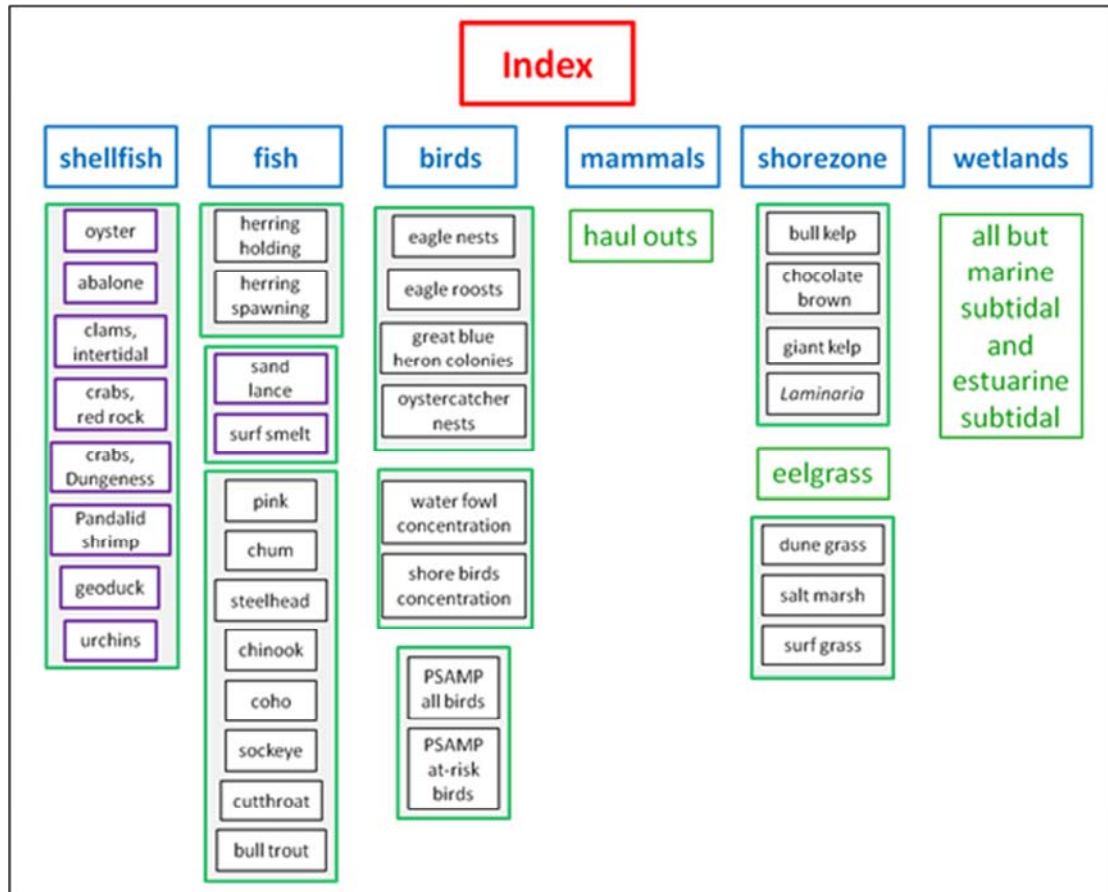 Index
shellfish
fish
birds
mammals
shorezone
wetlands
oyster
abalone
clams,
intertidal
crabs,
red rock
crabs,
Dungeness
Pandalid
shrimp
geoduck
urchins
herring
holding
herring
spawning
sand
lance
surf smelt
pink
chum
steelhead
chinook
coho
sockeye
cutthroat
bull trout
eagle nests
eagle roosts
great blue
heron colonies
oystercatcher
nests
water fowl
concentration
shore birds
concentration
PSAMP
all birds
PSAMP
at-risk
birds
haul outs
bull kelp
chocolate
brown
giant kelp
Laminaria
eelgrass
dune grass
salt marsh
surf grass
all but
marine
subtidal
and
estuarine
subtidal